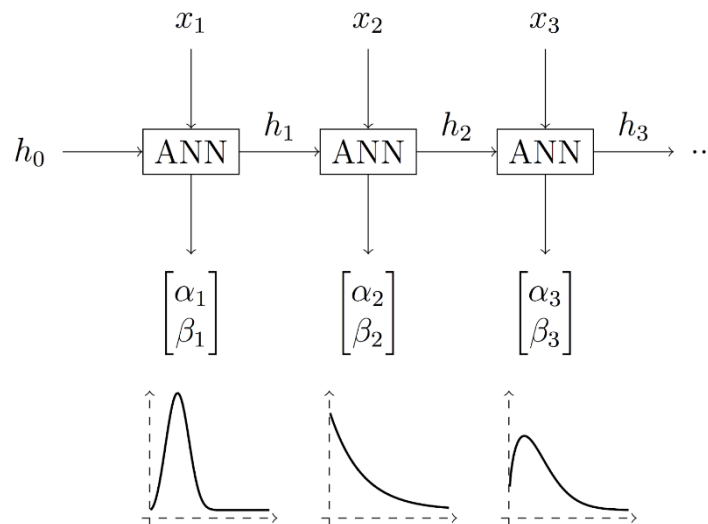 x₁ x₂ x₃
h₁ h₂ h₃
h₀ ANN ANN ANN ..
α₁ α₂ α₃
β₁ β₂ β₃